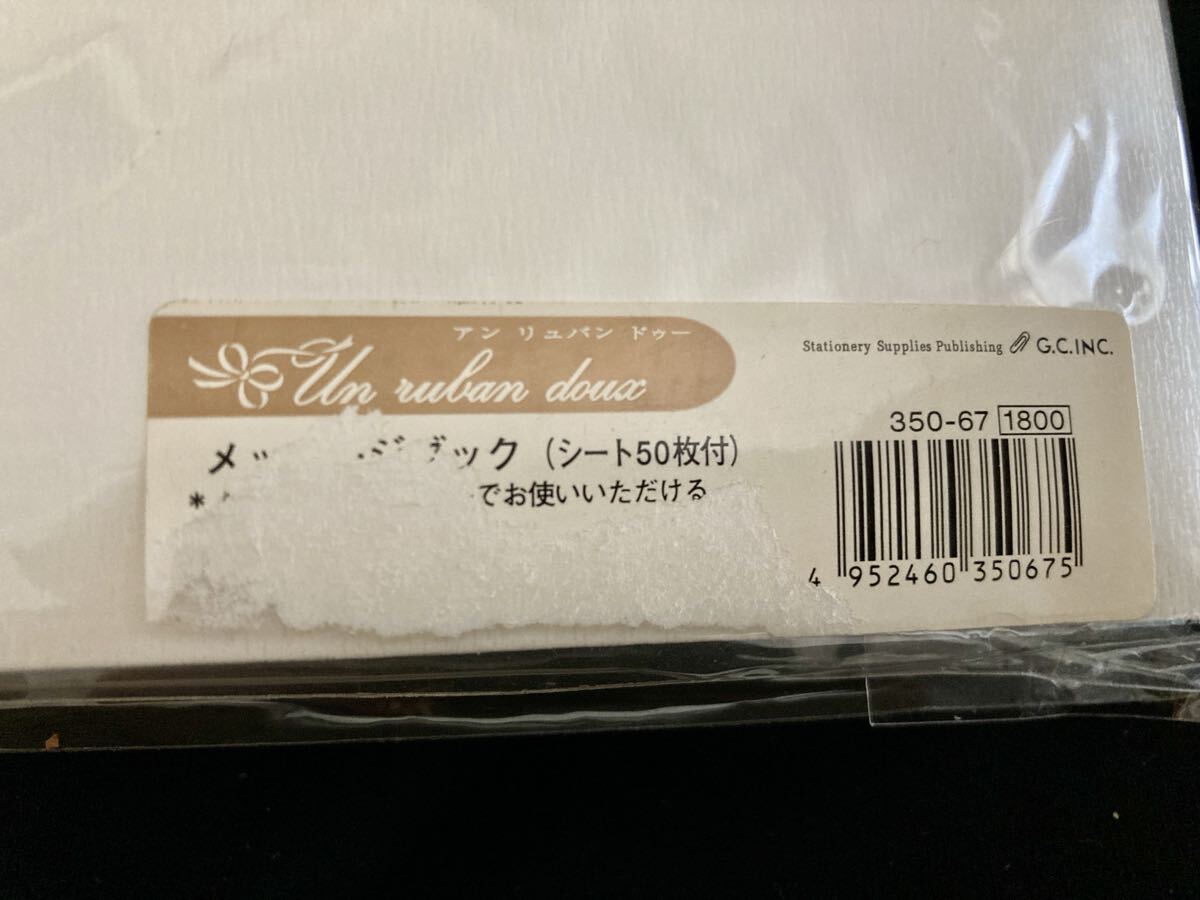 アン リュバン ドゥー
Un ruban doux
Stationery Supplies Publishing G.C.INC.
350-67 1800
ック (シート50枚付)
でお使いいただける
4 952460 350675